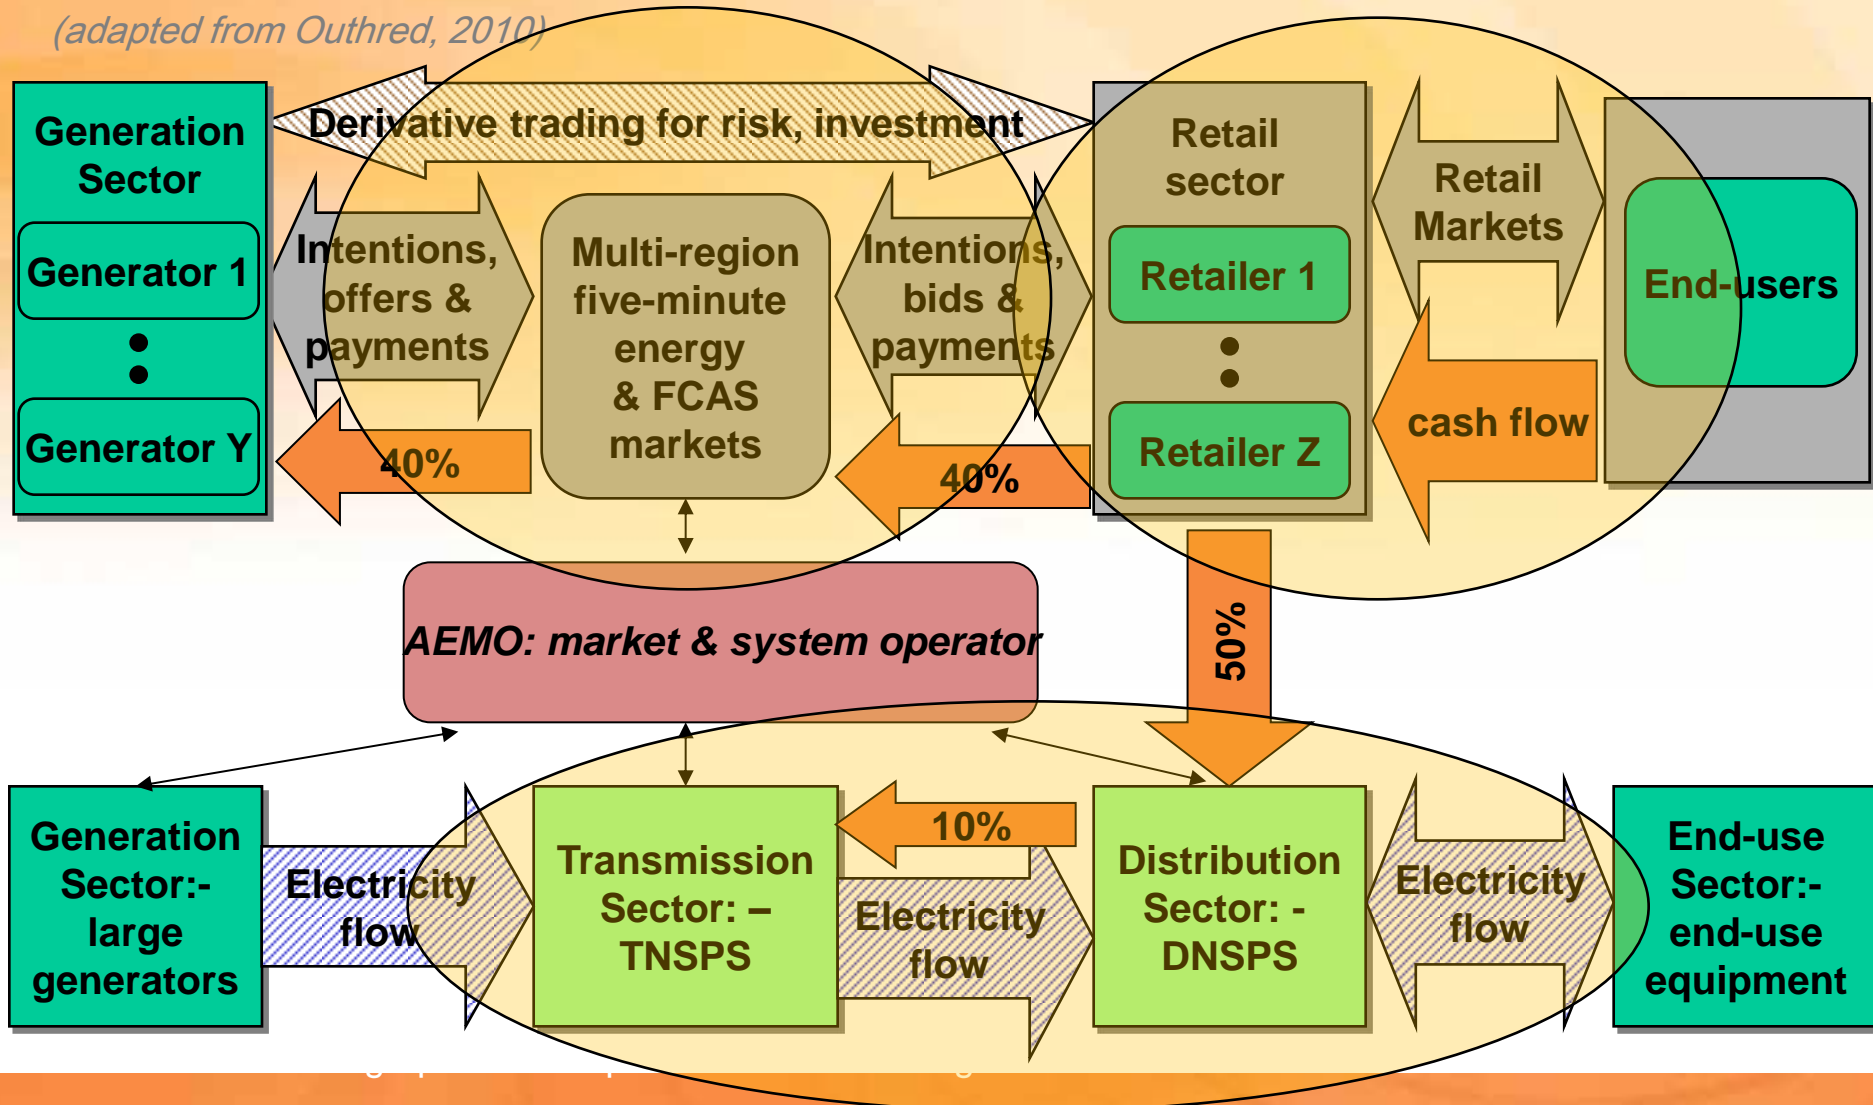 (adapted from Outhred, 2010)
Generation
Sector
Generator 1
Generator Y
Derivative trading for risk, investment
Intentions,
offers &
payments
40%
Multi-region
five-minute
energy
& FCAS
markets
Intentions,
bids &
payments
40%
Retail
sector
Retailer 1
Retailer Z
Retail
Markets
cash flow
End-users
AEMO: market & system operator
50%
Generation
Sector:-
large
generators
Electricity
flow
Transmission
Sector: –
TNSPS
10%
Electricity
flow
Distribution
Sector: -
DNSPS
Electricity
flow
End-use
Sector:-
end-use
equipment